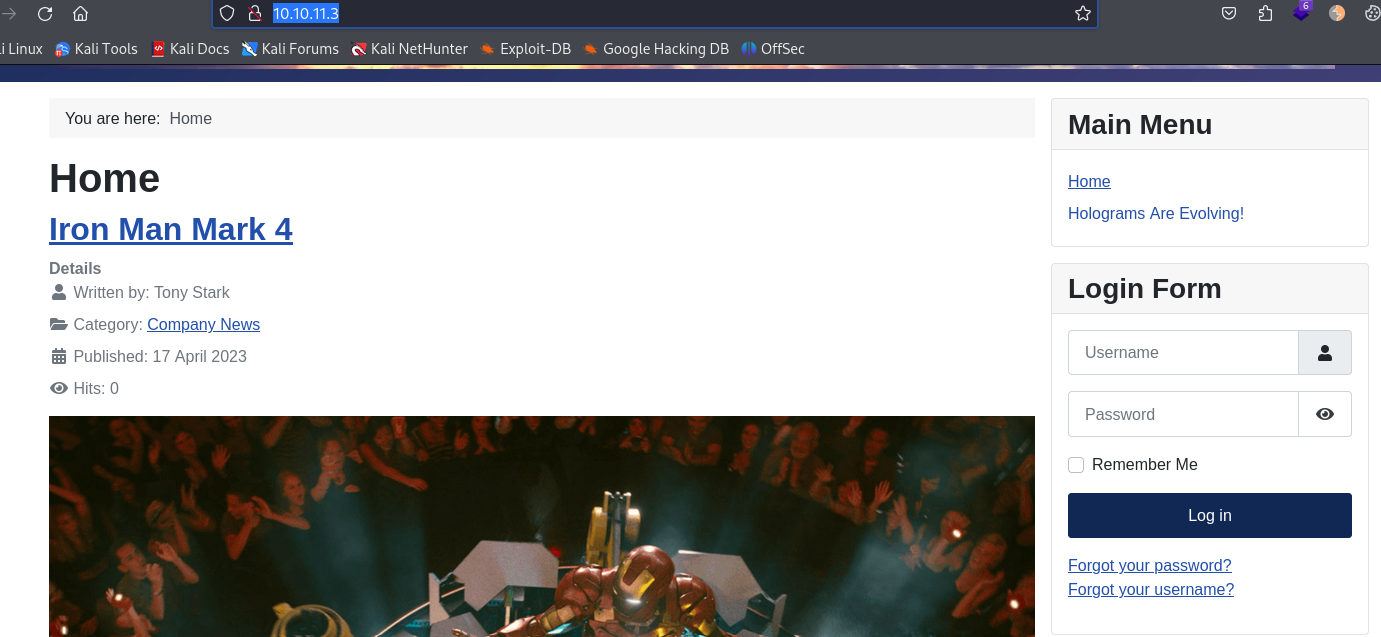 10.10.11.3
6
i Linux Kali Tools Kali Docs Kali Forums Kali NetHunter Exploit-DB Google Hacking DB OffSec
You are here: Home
Home
Iron Man Mark 4
Details
Written by: Tony Stark
Category: Company News
Published: 17 April 2023
Hits: 0
Main Menu
Home
Holograms Are Evolving!
Login Form
Username
Password
Remember Me
Log in
Forgot your password?
Forgot your username?